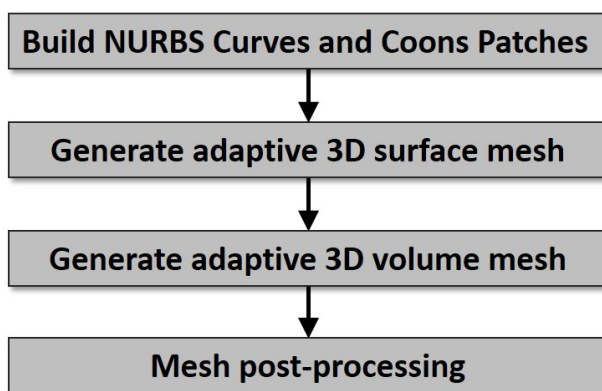 Build NURBS Curves and Coons Patches
Generate adaptive 3D surface mesh
Generate adaptive 3D volume mesh
Mesh post-processing